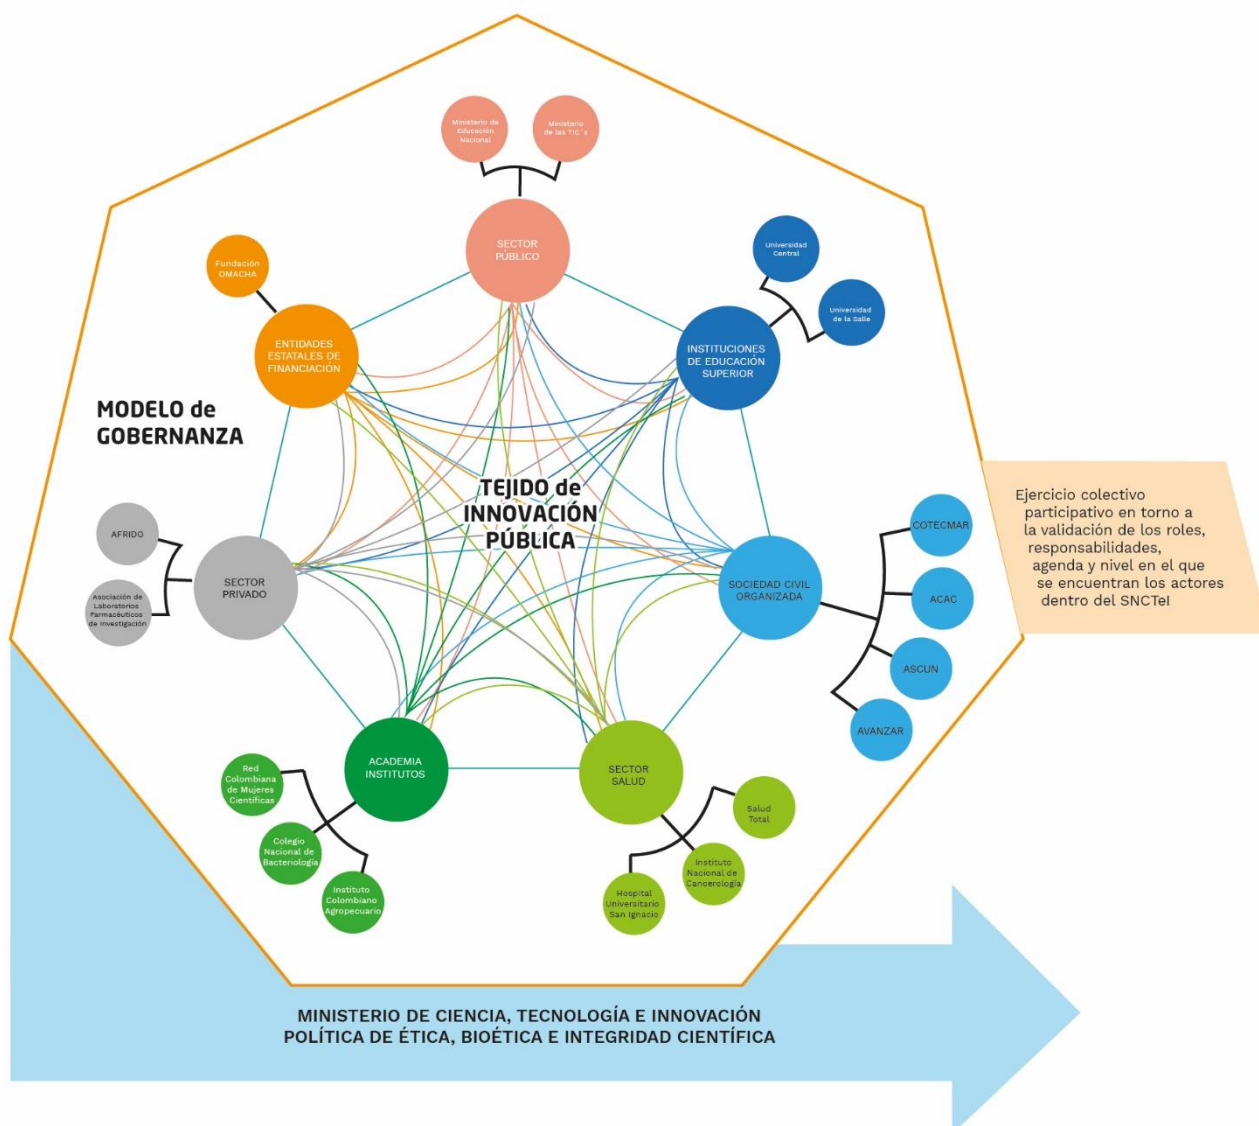 Ministerio de
Educación
Nacional
Ministerio
de las TIC´s
SECTOR
PÚBLICO
Fundación
OMACHA
ENTIDADES
ESTATALES DE
FINANCIACIÓN
Universidad
Central
Universidad
de la Salle
INSTITUCIONES
DE EDUCACIÓN
SUPERIOR
MODELO de
GOBERNANZA
TEJIDO de
INNOVACIÓN
PÚBLICA
Ejercicio colectivo
participativo en torno a
la validación de los roles,
responsabilidades,
agenda y nivel en el que
se encuentran los actores
dentro del SNCTeI
AFRIDO
Asociación de
Laboratorios
Farmacéuticos
de Investigación
SECTOR
PRIVADO
SOCIEDAD CIVIL
ORGANIZADA
COTECMAR
ACAC
ASCUN
AVANZAR
ACADEMIA
INSTITUTOS
Red
Colombiana
de Mujeres
Científicas
Colegio
Nacional de
Bacteriología
Instituto
Colombiano
Agropecuario
SECTOR
SALUD
Salud
Total
Instituto
Nacional de
Cancerología
Hospital
Universitario
San Ignacio
MINISTERIO DE CIENCIA, TECNOLOGÍA E INNOVACIÓN
POLÍTICA DE ÉTICA, BIOÉTICA E INTEGRIDAD CIENTÍFICA